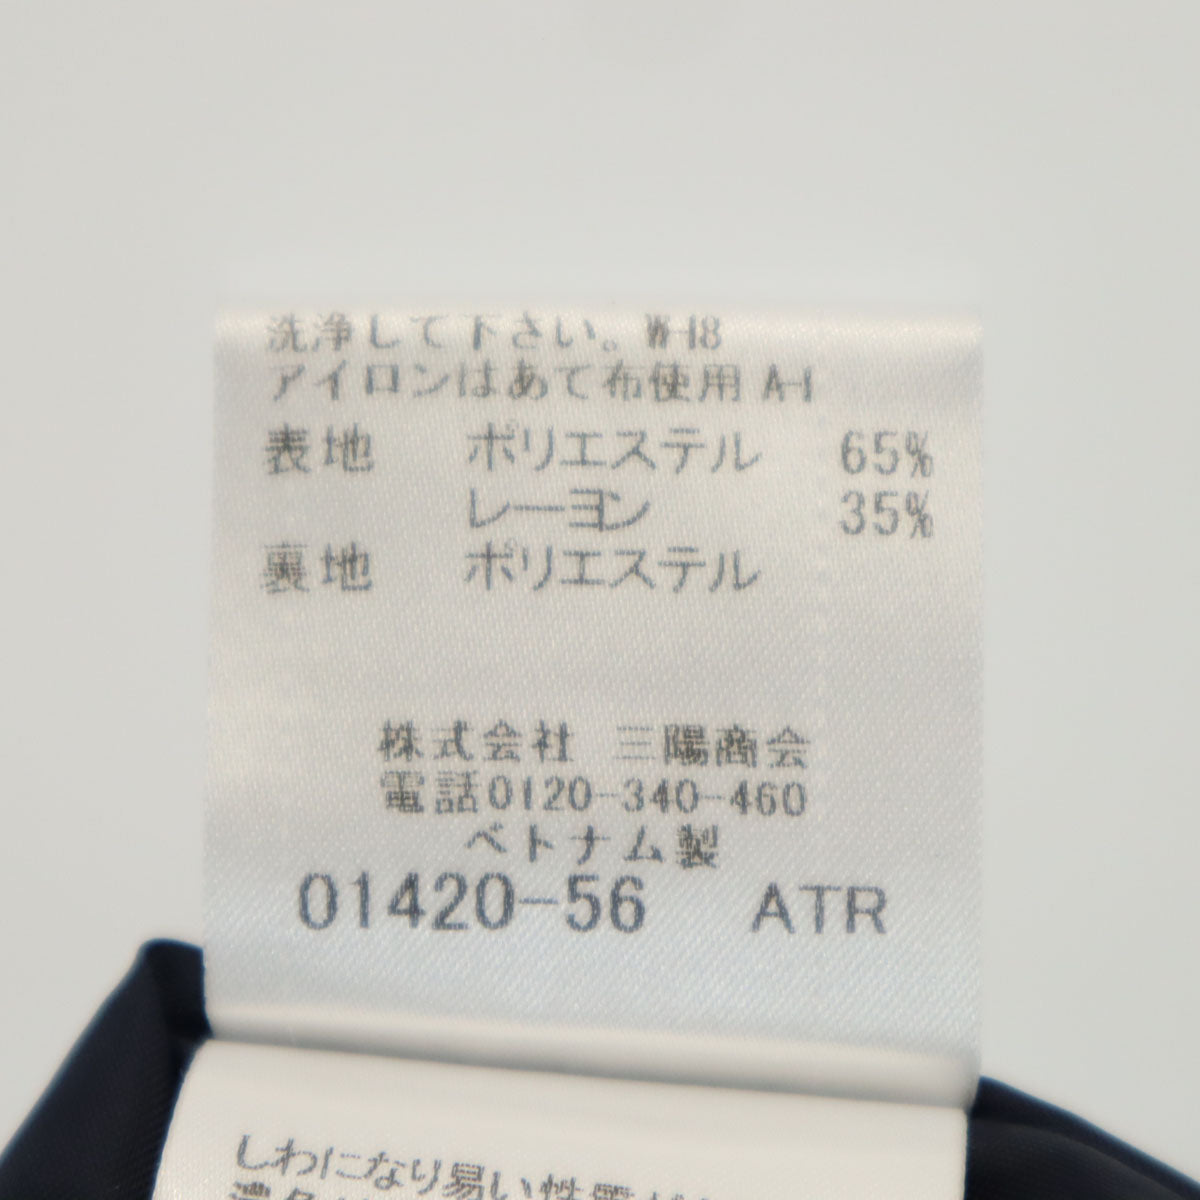 洗浄して下さい。W-18
アイロンはあて布使用 A-1
表地 ポリエステル 65%
レーヨン 35%
裏地 ポリエステル
株式会社 三陽商会
電話0120-340-460
ベトナム製
01420-56 ATR
しわになり易い性質が
濃色